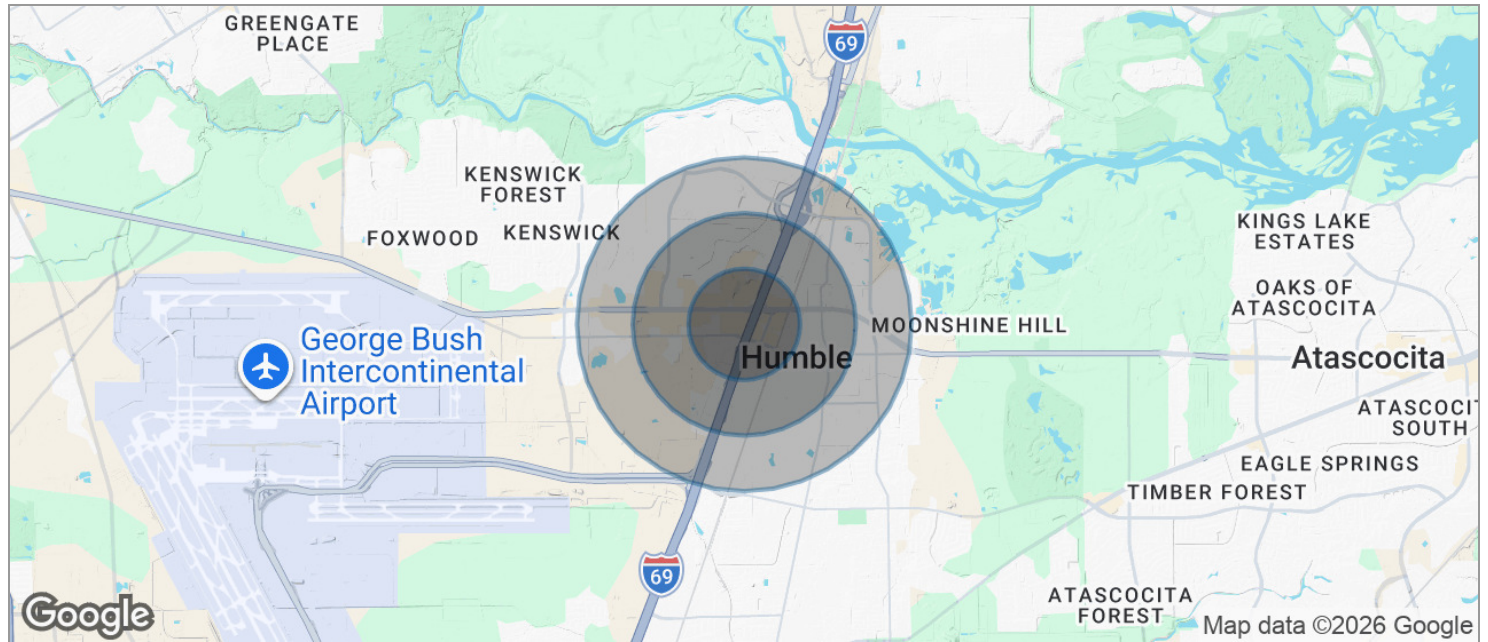 GREENGATE
PLACE
69
KENSWICK
FOREST
FOXWOOD
KENSWICK
KINGS LAKE
ESTATES
OAKS OF
ATASCOCITA
MOONSHINE HILL
George Bush
Intercontinental
Airport
Humble
Atascocita
ATASCOCIT
SOUTH
EAGLE SPRINGS
TIMBER FOREST
69
ATASCOCITA
FOREST
Google
Map data ©2026 Google